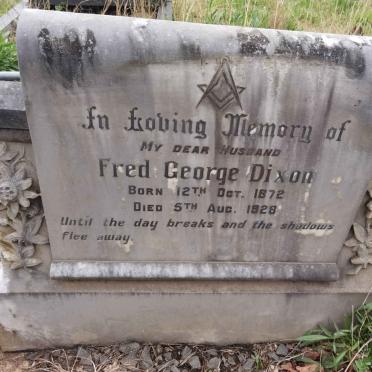 In Loving Memory of
My Dear Husband
Fred George Dixon
Born 12th Oct. 1872
Died 5th Aug. 1928
Until the day breaks and the shadows
flee away.